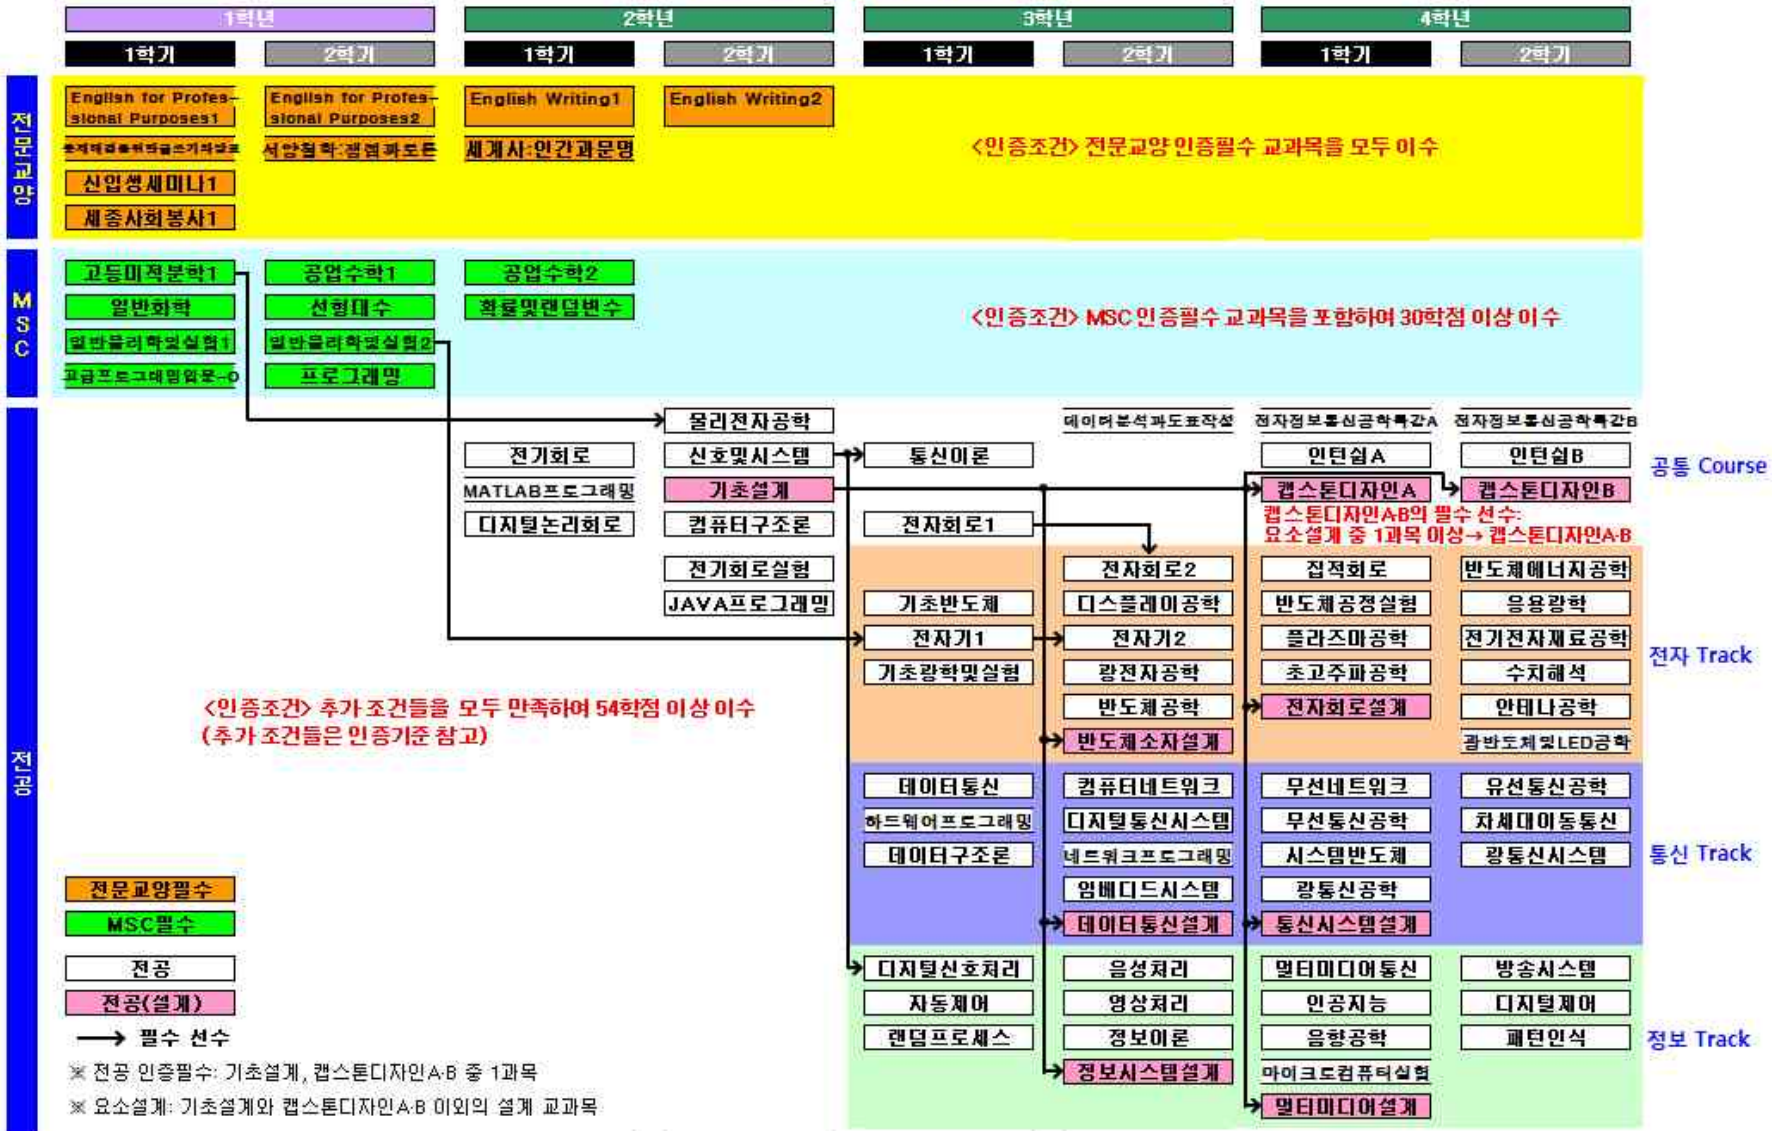 1학년 2학년 3학년 4학년
1학기 2학기 1학기 2학기 1학기 2학기 1학기 2학기
전문교양
English for Profes-
sional Purposes1
English for Profes-
sional Purposes2
English Writing1
English Writing2
문제해결을위한글쓰기와발표
서양철학:쟁점과토론
세계사:인간과문명
신입생세미나1
세종사회봉사1
<인증조건> 전문교양 인증필수 교과목을 모두 이수
MSC
고등미적분학1 공업수학1 공업수학2
일반화학 선형대수 확률및랜덤변수
일반물리학및실험1 일반물리학및실험2
고급프로그래밍입문-C 프로그래밍
<인증조건> MSC 인증필수 교과목을 포함하여 30학점 이상 이수
전공
물리전자공학 데이터분석과도표작성 전자정보통신공학특강A 전자정보통신공학특강B
전기회로 신호및시스템 통신이론 인턴쉽A 인턴쉽B
공통 Course
MATLAB프로그래밍 기초설계 캡스톤디자인A 캡스톤디자인B
디지털논리회로 컴퓨터구조론 전자회로1
캡스톤디자인A·B의 필수 선수:
요소설계 중 1과목 이상→ 캡스톤디자인A·B
전기회로실험 전자회로2 집적회로 반도체에너지공학
JAVA프로그래밍 기초반도체 디스플레이공학 반도체공정실험 응용광학
전자기1 전자기2 플라즈마공학 전기전자재료공학
전자 Track
기초광학및실험 광전자공학 초고주파공학 수치해석
반도체공학 전자회로설계 안테나공학
반도체소자설계 광반도체및LED공학
<인증조건> 추가 조건들을 모두 만족하여 54학점 이상 이수
(추가 조건들은 인증기준 참고)
데이터통신 컴퓨터네트워크 무선네트워크 유선통신공학
하드웨어프로그래밍 디지털통신시스템 무선통신공학 차세대이동통신
데이터구조론 네트워크프로그래밍 시스템반도체 광통신시스템
통신 Track
임베디드시스템 광통신공학
데이터통신설계 통신시스템설계
디지털신호처리 음성처리 멀티미디어통신 방송시스템
자동제어 영상처리 인공지능 디지털제어
랜덤프로세스 정보이론 음향공학 패턴인식
정보 Track
정보시스템설계 마이크로컴퓨터실험
멀티미디어설계
전문교양필수
MSC필수
전공
전공(설계)
→ 필수 선수
※ 전공 인증필수: 기초설계, 캡스톤디자인A·B 중 1과목
※ 요소설계: 기초설계와 캡스톤디자인A·B 이외의 설계 교과목